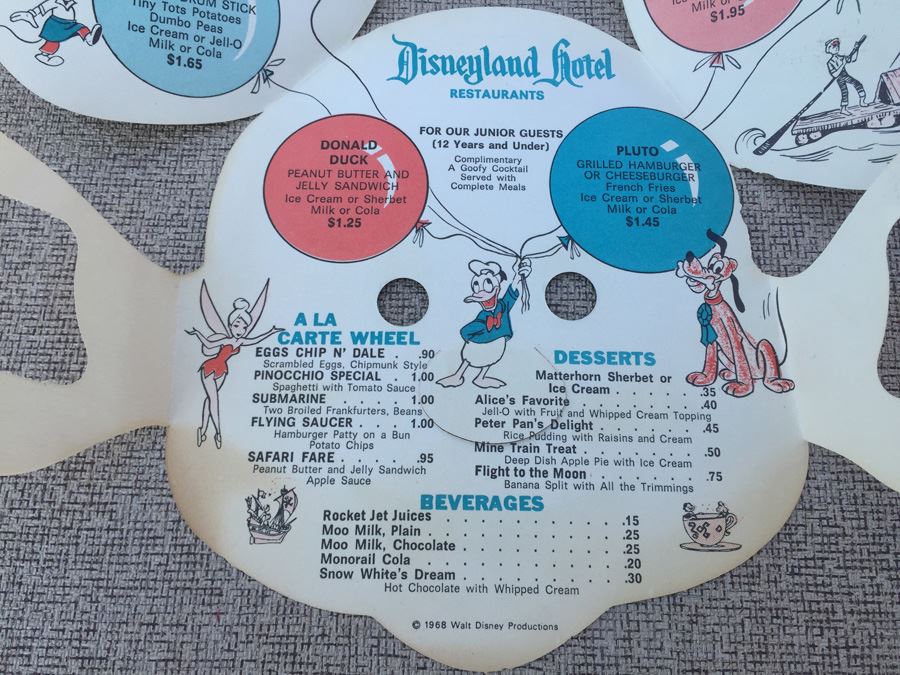 DRUM STICK
Tiny Tots Potatoes
Dumbo Peas
Ice Cream or Jell-O
Milk or Cola
$1.65
$1.95
Disneyland Hotel
RESTAURANTS
FOR OUR JUNIOR GUESTS
(12 Years and Under)
Complimentary
A Goofy Cocktail
Served with
Complete Meals
DONALD
DUCK
PEANUT BUTTER AND
JELLY SANDWICH
Ice Cream or Sherbet
Milk or Cola
$1.25
PLUTO
GRILLED HAMBURGER
OR CHEESEBURGER
French Fries
Ice Cream or Sherbet
Milk or Cola
$1.45
A LA
CARTE WHEEL
EGGS CHIP N' DALE . .90
Scrambled Eggs, Chipmunk Style
PINOCCHIO SPECIAL . 1.00
Spaghetti with Tomato Sauce
SUBMARINE . . . . 1.00
Two Broiled Frankfurters, Beans
FLYING SAUCER . . . 1.00
Hamburger Patty on a Bun
Potato Chips
SAFARI FARE . . . . .95
Peanut Butter and Jelly Sandwich
Apple Sauce
DESSERTS
Matterhorn Sherbet or
Ice Cream . . . . . . .35
Alice's Favorite . . . . . . .40
Jell-O with Fruit and Whipped Cream Topping
Peter Pan's Delight . . . . . .45
Rice Pudding with Raisins and Cream
Mine Train Treat . . . . . . .50
Deep Dish Apple Pie with Ice Cream
Flight to the Moon . . . . . . .75
Banana Split with All the Trimmings
BEVERAGES
Rocket Jet Juices . . . . . . . . . . .15
Moo Milk, Plain . . . . . . . . . . . .25
Moo Milk, Chocolate . . . . . . . . . .25
Monorail Cola . . . . . . . . . . . . .20
Snow White's Dream . . . . . . . . . .30
Hot Chocolate with Whipped Cream
© 1968 Walt Disney Productions